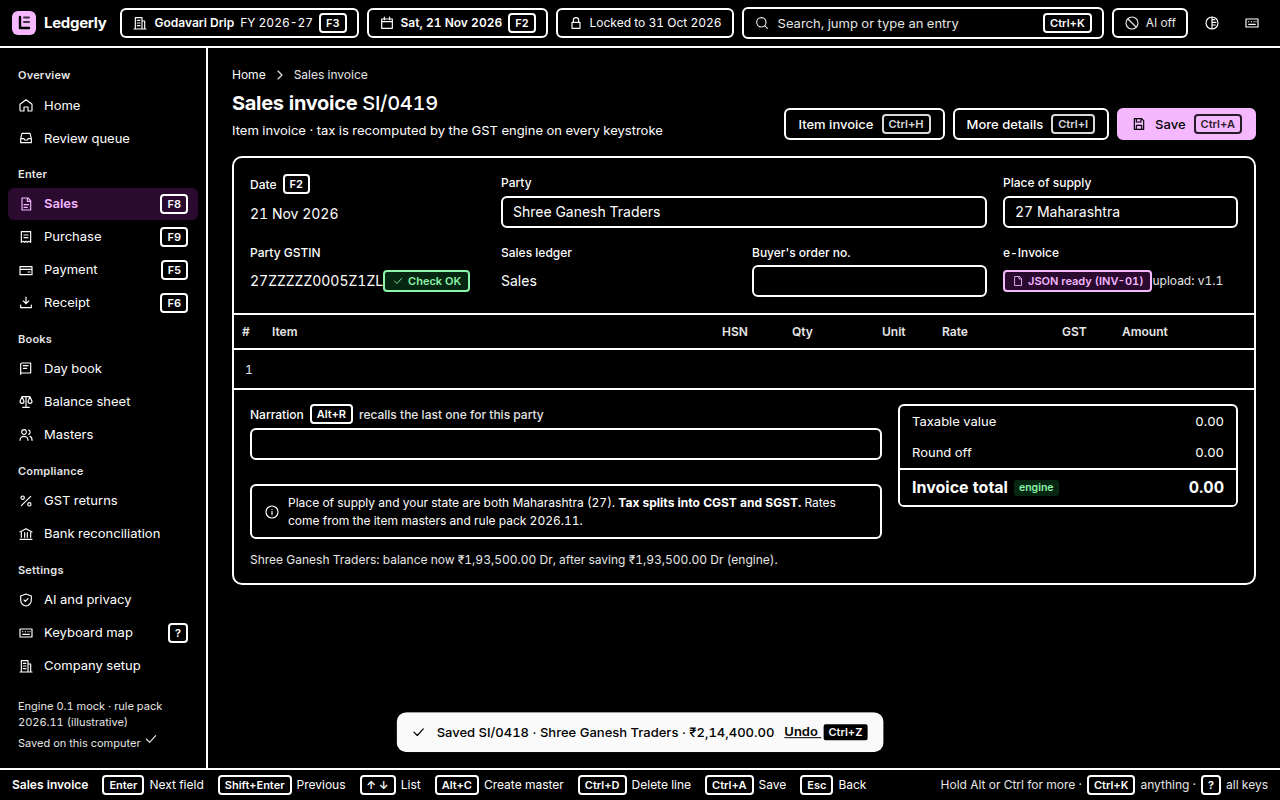 Ledgerly
Godavari Drip FY 2026-27 F3
Sat, 21 Nov 2026 F2
Locked to 31 Oct 2026
Search, jump or type an entry Ctrl+K
AI off
Overview
Home
Review queue
Enter
Sales F8
Purchase F9
Payment F5
Receipt F6
Books
Day book
Balance sheet
Masters
Compliance
GST returns
Bank reconciliation
Settings
AI and privacy
Keyboard map ?
Company setup
Engine 0.1 mock · rule pack
2026.11 (illustrative)
Saved on this computer
Home > Sales invoice
Sales invoice SI/0419
Item invoice · tax is recomputed by the GST engine on every keystroke
Item invoice Ctrl+H
More details Ctrl+I
Save Ctrl+A
Date F2
21 Nov 2026
Party
Shree Ganesh Traders
Place of supply
27 Maharashtra
Party GSTIN
27ZZZZZ0005Z1ZL Check OK
Sales ledger
Sales
Buyer's order no.
e-Invoice
JSON ready (INV-01) upload: v1.1
# Item HSN Qty Unit Rate GST Amount
1
Narration Alt+R recalls the last one for this party
Place of supply and your state are both Maharashtra (27). Tax splits into CGST and SGST. Rates
come from the item masters and rule pack 2026.11.
Shree Ganesh Traders: balance now ₹1,93,500.00 Dr, after saving ₹1,93,500.00 Dr (engine).
Taxable value 0.00
Round off 0.00
Invoice total engine 0.00
Saved SI/0418 · Shree Ganesh Traders · ₹2,14,400.00 Undo Ctrl+Z
Sales invoice Enter Next field Shift+Enter Previous ↑↓ List Alt+C Create master Ctrl+D Delete line Ctrl+A Save Esc Back Hold Alt or Ctrl for more · Ctrl+K anything · ? all keys